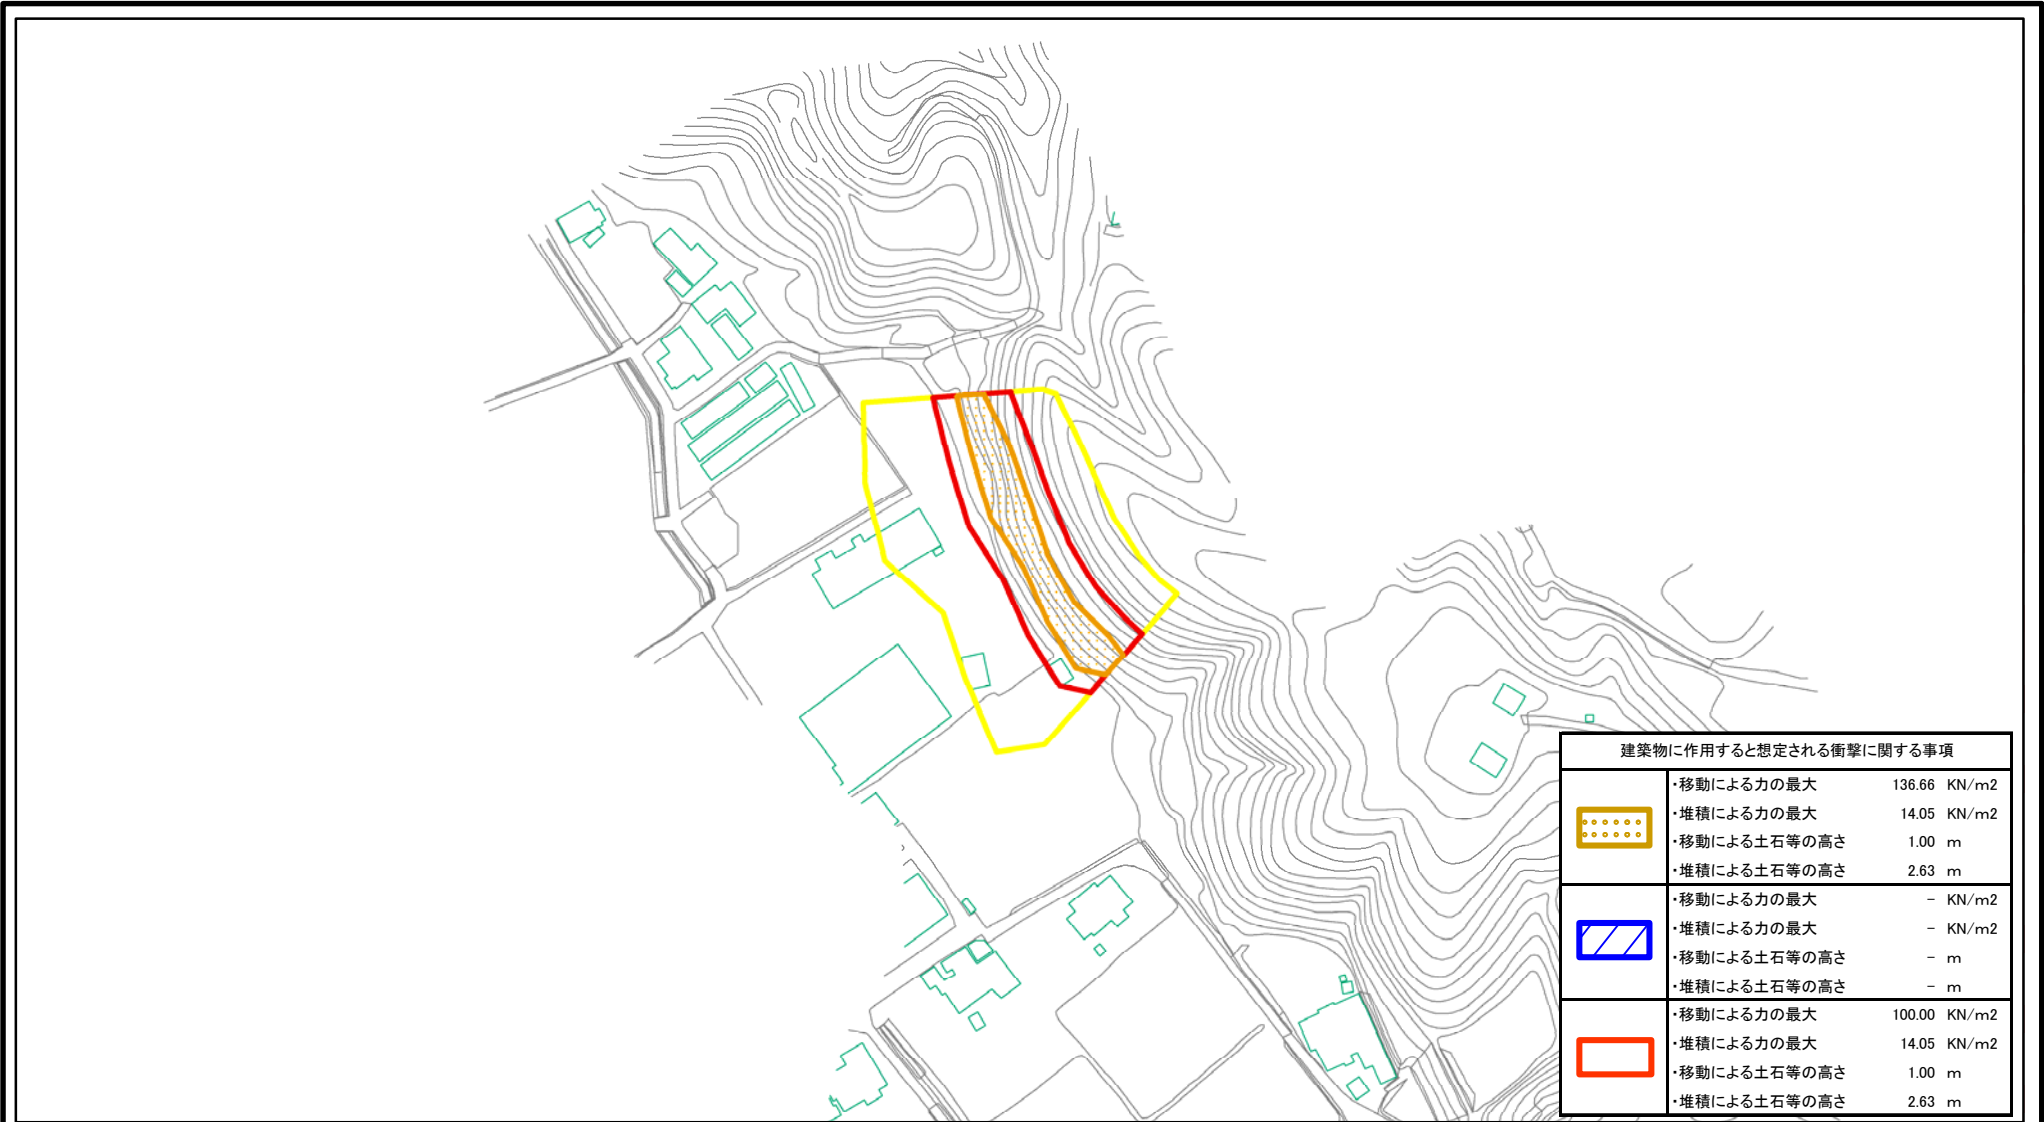 建築物に作用すると想定される衝撃に関する事項
・移動による力の最大 136.66 KN/m2
・堆積による力の最大 14.05 KN/m2
・移動による土石等の高さ 1.00 m
・堆積による土石等の高さ 2.63 m
・移動による力の最大 － KN/m2
・堆積による力の最大 － KN/m2
・移動による土石等の高さ － m
・堆積による土石等の高さ － m
・移動による力の最大 100.00 KN/m2
・堆積による力の最大 14.05 KN/m2
・移動による土石等の高さ 1.00 m
・堆積による土石等の高さ 2.63 m